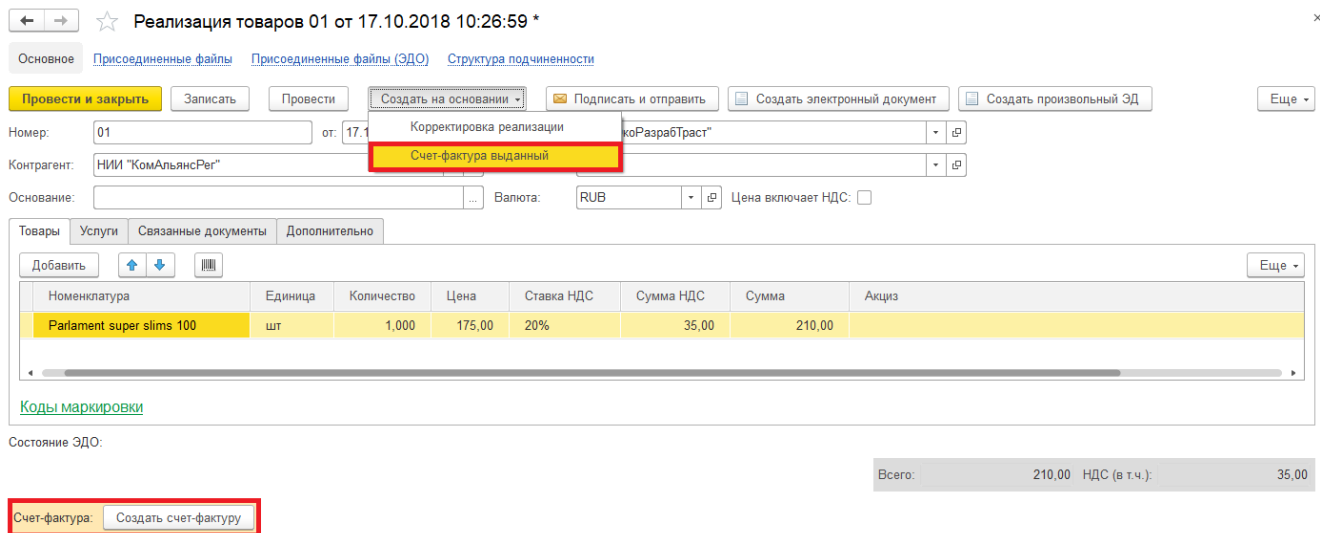 Реализация товаров 01 от 17.10.2018 10:26:59 *
Основное Присоединенные файлы Присоединенные файлы (ЭДО) Структура подчиненности
Провести и закрыть Записать Провести Создать на основании Подписать и отправить Создать электронный документ Создать произвольный ЭД Еще
Номер: 01 от: 17.1 коРазрабТраст"
Корректировка реализации
Контрагент: НИИ "КомАльянсРег"
Счет-фактура выданный
Основание: ... Валюта: RUB Цена включает НДС:
Товары Услуги Связанные документы Дополнительно
Добавить Еще
Номенклатура Единица Количество Цена Ставка НДС Сумма НДС Сумма Акциз
Parlament super slims 100 шт 1,000 175,00 20% 35,00 210,00
Коды маркировки
Состояние ЭДО:
Всего: 210,00 НДС (в т.ч.): 35,00
Счет-фактура: Создать счет-фактуру